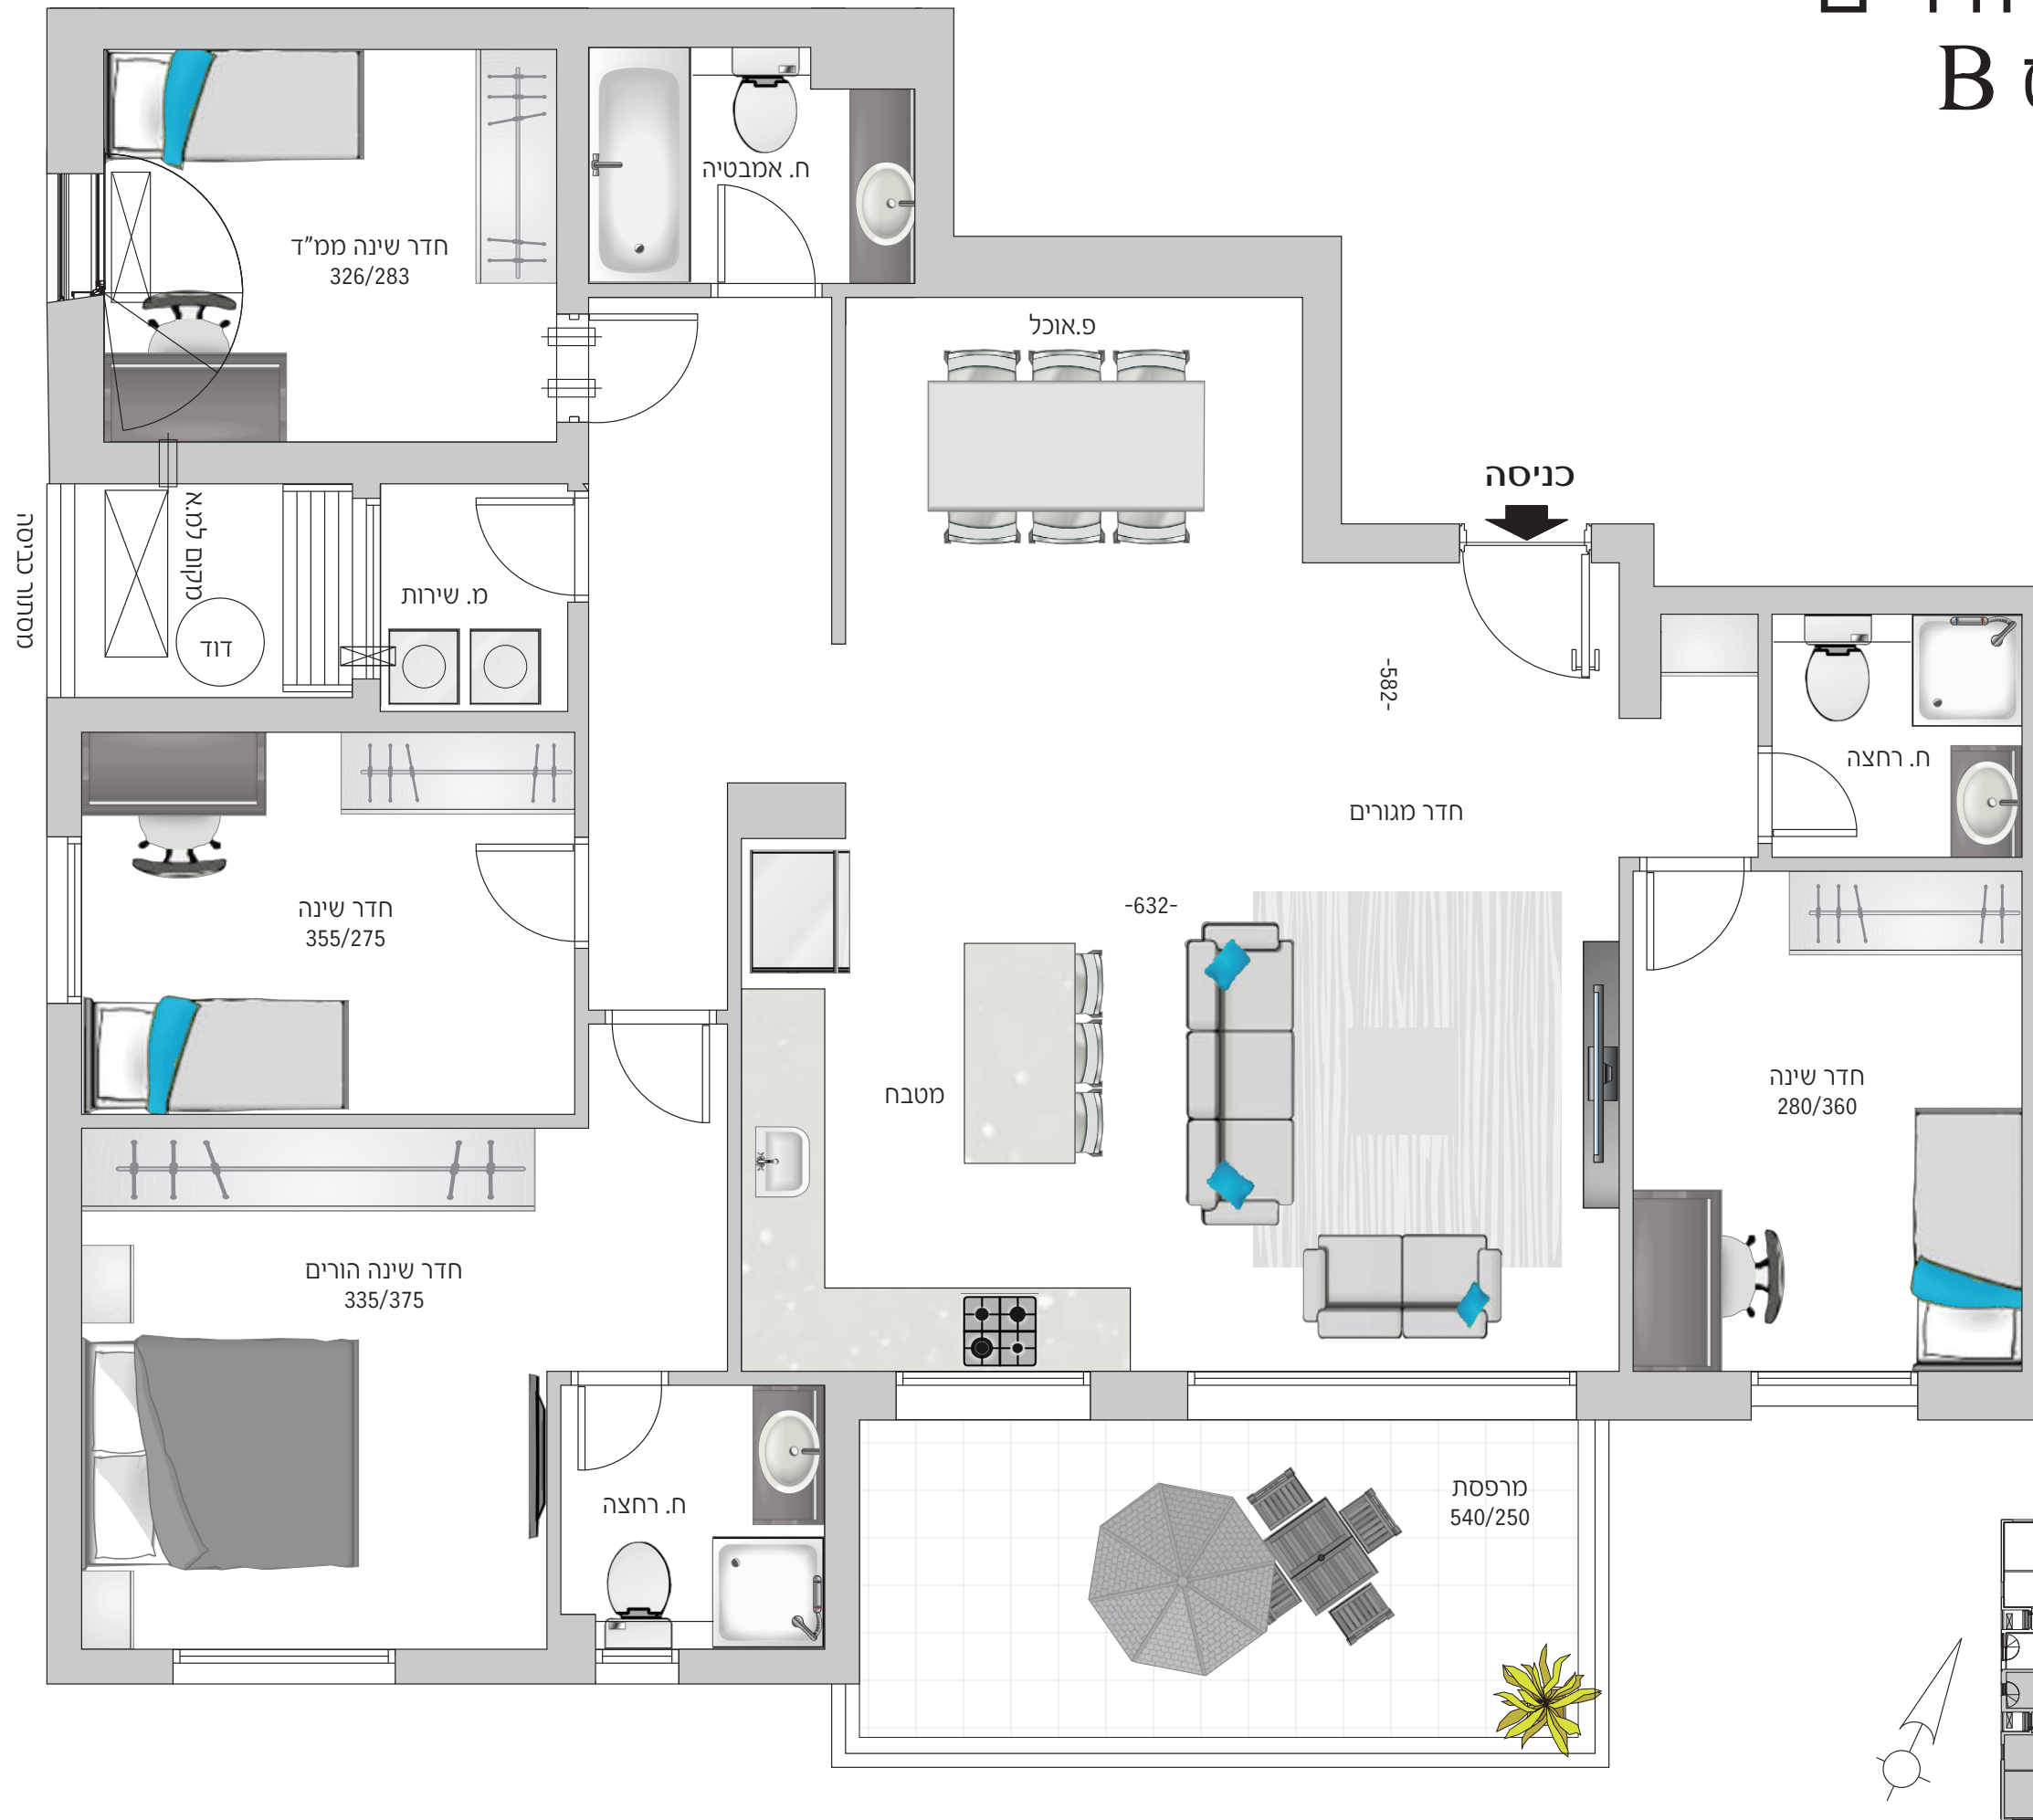 B
ח. אמבטיה
חדר שינה ממ"ד
326/283
פ.אוכל
כניסה
מסתור כביסה
מקום למ.א
דוד
מ. שירות
-582-
ח. רחצה
חדר מגורים
-632-
חדר שינה
355/275
מטבח
חדר שינה
280/360
חדר שינה הורים
335/375
ח. רחצה
מרפסת
540/250